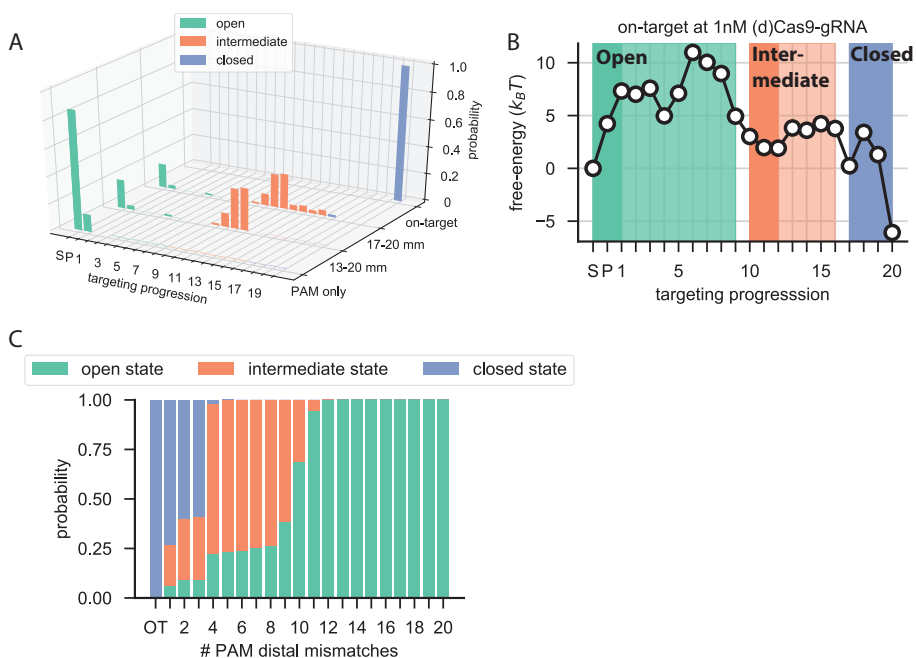 A
open
intermediate
closed
1.0
0.8
0.6
0.4
0.2
0
probability
on-target
17-20 mm
13-20 mm
PAM only
S P 1 3 5 7 9 11 13 15 17 19
targeting progression
B
on-target at 1nM (d)Cas9-gRNA
Open
Inter-
mediate
Closed
10
5
0
−5
free-energy (kBT)
S P 1 5 10 15 20
targeting progresssion
C
open state
intermediate state
closed state
1.00
0.75
0.50
0.25
0.00
probability
OT 2 4 6 8 10 12 14 16 18 20
# PAM distal mismatches